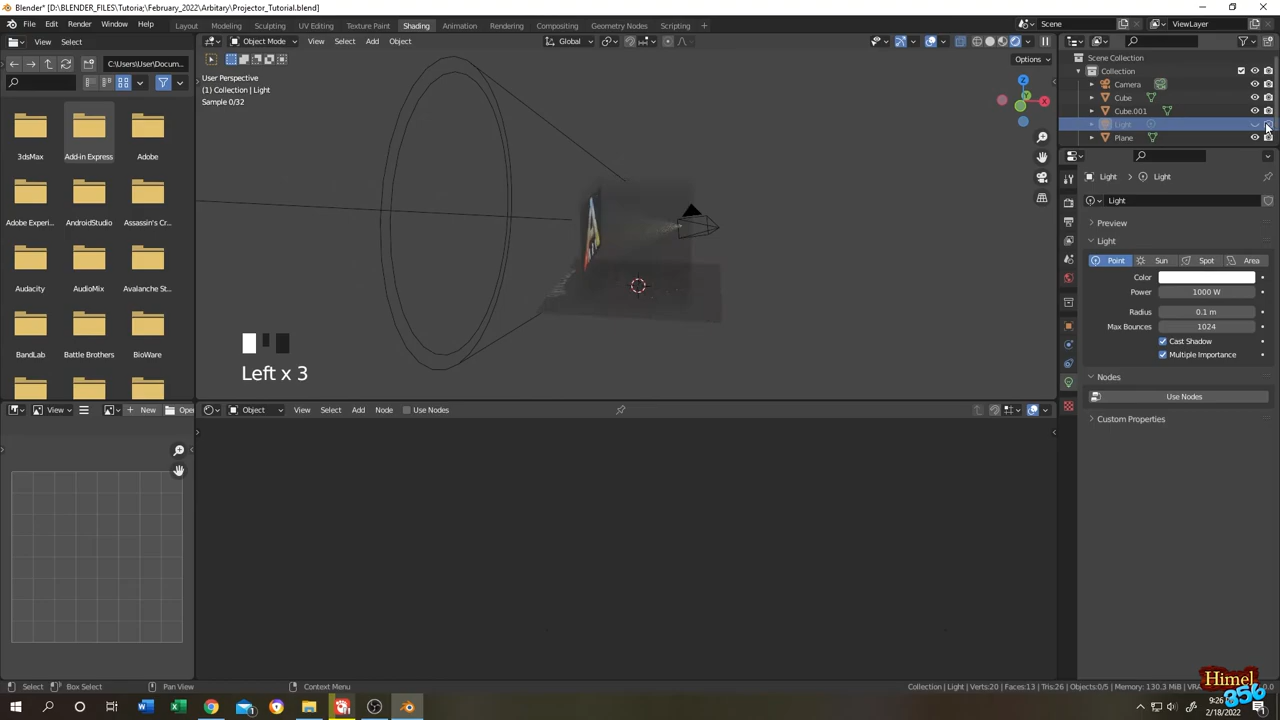 Blender* [D:\BLENDER_FILES\Tutoria;\February_2022\Arbitary\Projector_Tutorial.blend]
File Edit Render Window Help Layout Modeling Sculpting UV Editing Texture Paint Shading Animation Rendering Compositing Geometry Nodes Scripting Scene ViewLayer
View Select Object Mode View Select Add Object Global
C:\Users\User\Docum...
Options
User Perspective
(1) Collection | Light
Sample 0/32
3dsMax Add-in Express Adobe
Adobe Experi... AndroidStudio Assassin's Cr...
Audacity AudioMix Avalanche St...
BandLab Battle Brothers BioWare
Z
Y
X
Left x 3
Scene Collection
Collection
Camera
Cube
Cube.001
Light
Plane
Light Light
Light
Preview
Light
Point Sun Spot Area
Color
Power 1000 W
Radius 0.1 m
Max Bounces 1024
Cast Shadow
Multiple Importance
Nodes
Use Nodes
Custom Properties
View New Open
Object View Select Add Node Use Nodes
Select Box Select Pan View Context Menu
Collection | Light Verts:20 Faces:13 Tris:26 Objects:0/5 Memory: 130.3 MiB
Himel
356
2/18/2022